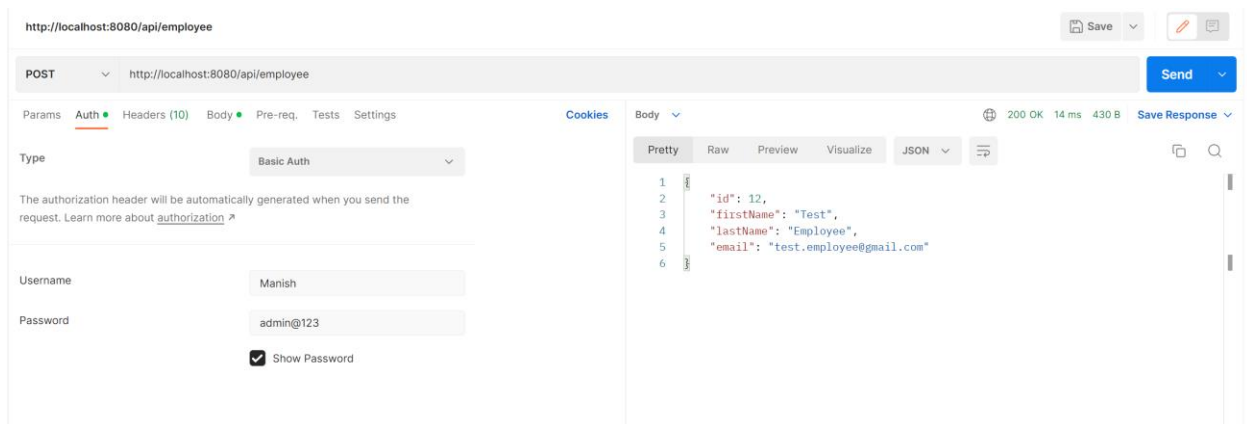 http://localhost:8080/api/employee
Save
POST http://localhost:8080/api/employee Send
Params Auth Headers (10) Body Pre-req. Tests Settings Cookies
Type Basic Auth
The authorization header will be automatically generated when you send the
request. Learn more about authorization ↗
Username Manish
Password admin@123
Show Password
Body 200 OK 14 ms 430 B Save Response
Pretty Raw Preview Visualize JSON
1 {
2 "id": 12,
3 "firstName": "Test",
4 "lastName": "Employee",
5 "email": "test.employee@gmail.com"
6 }